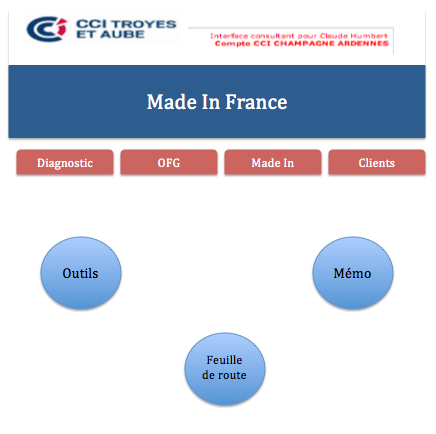 CCI TROYES
ET AUBE
Interface consultant pour Claude Humbert
Compte CCI CHAMPAGNE ARDENNES
Made In France
Diagnostic
OFG
Made In
Clients
Outils
Mémo
Feuille
de route